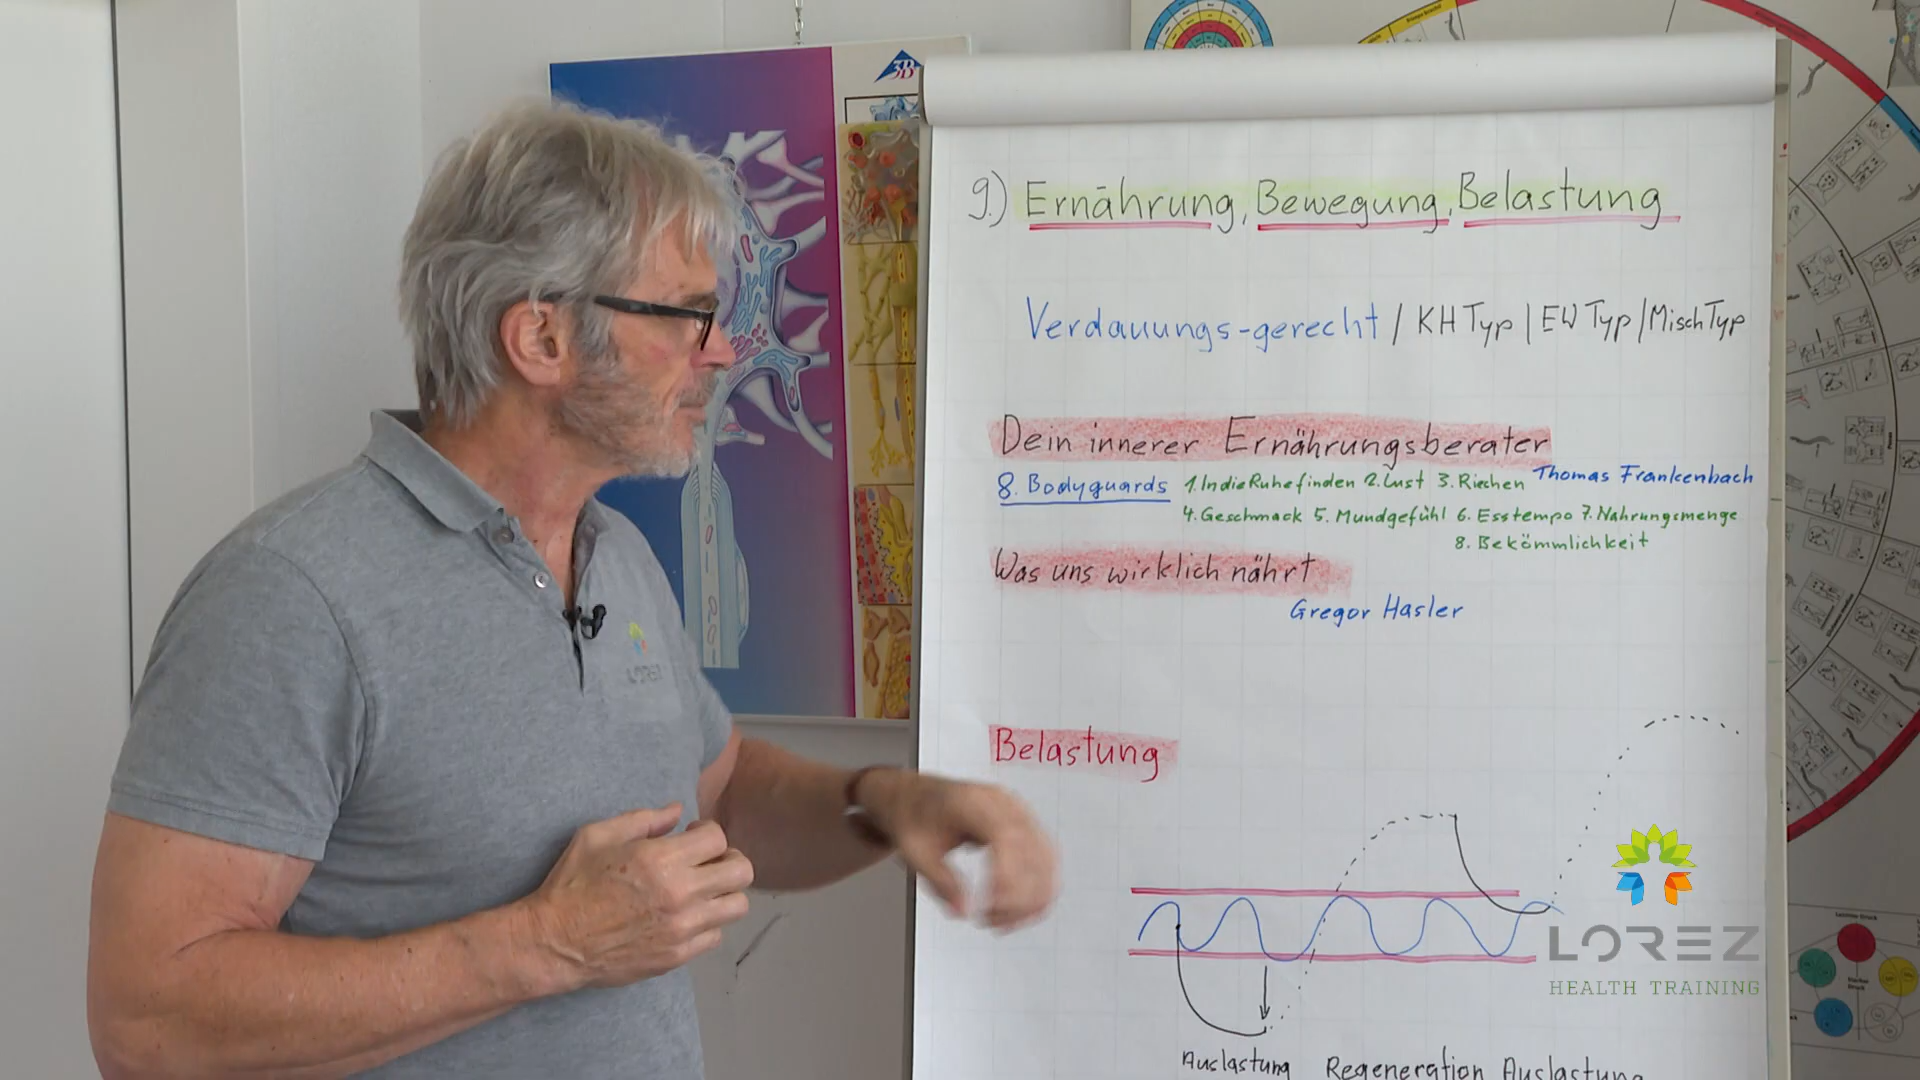 3B
9.) Ernährung, Bewegung, Belastung
Verdauungs-gerecht / KH Typ | EW Typ / Misch Typ
Dein innerer Ernährungsberater
8. Bodyguards 1. In die Ruhe finden 2. Lust 3. Riechen Thomas Frankenbach
4. Geschmack 5. Mundgefühl 6. Esstempo 7. Nahrungsmenge
8. Bekömmlichkeit
Was uns wirklich nährt
Gregor Hasler
Belastung
Auslastung Regeneration Auslastung
LOREZ
LOREZ
HEALTH TRAINING